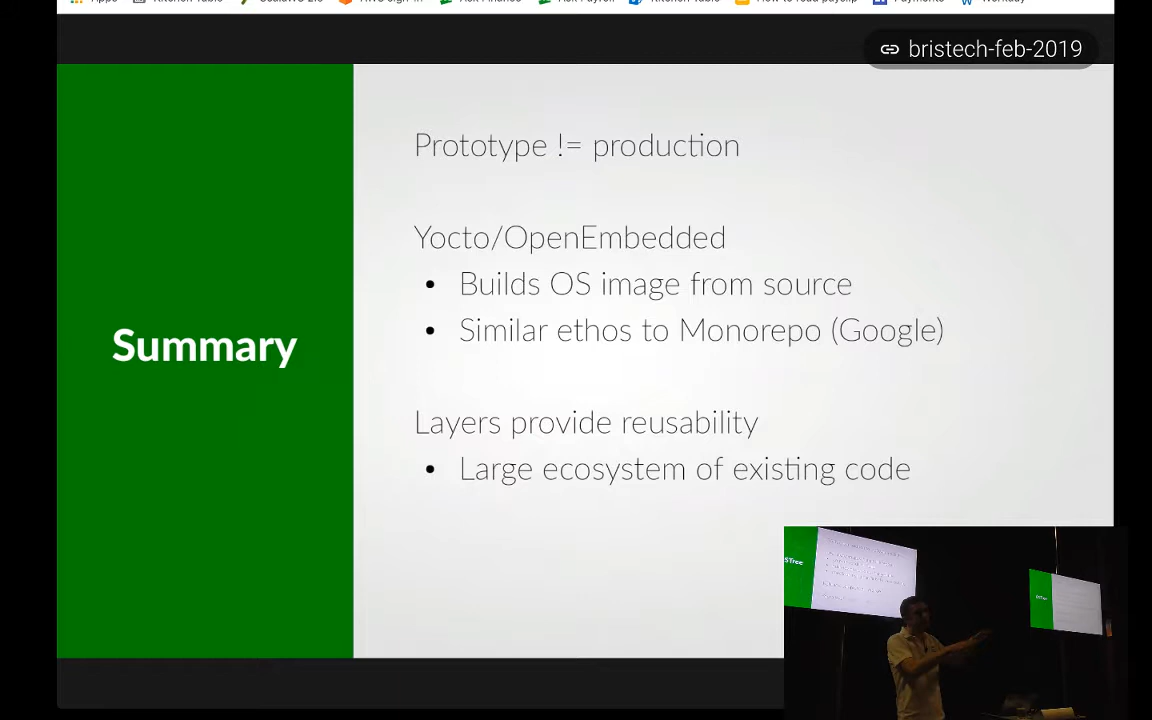 bristech-feb-2019
Summary
Prototype != production
Yocto/OpenEmbedded
• Builds OS image from source
• Similar ethos to Monorepo (Google)
Layers provide reusability
• Large ecosystem of existing code